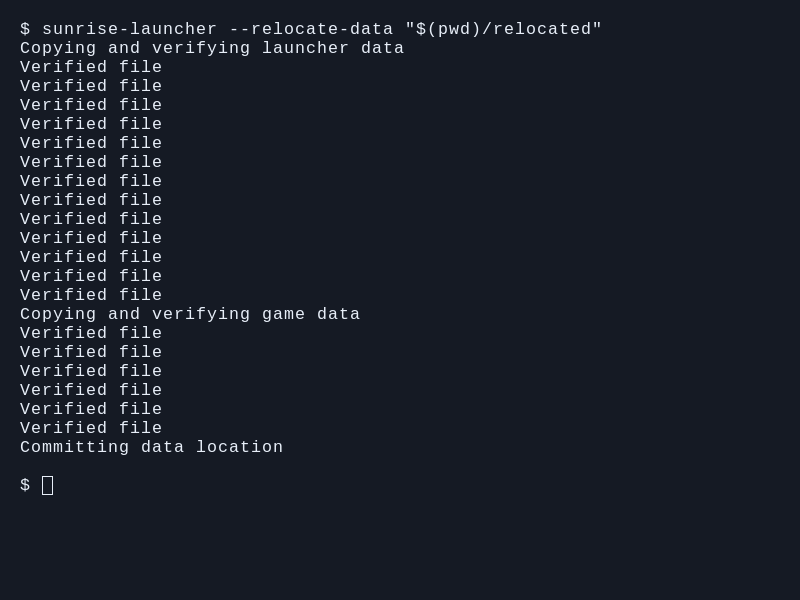 $ sunrise-launcher --relocate-data "$(pwd)/relocated"
Copying and verifying launcher data
Verified file
Verified file
Verified file
Verified file
Verified file
Verified file
Verified file
Verified file
Verified file
Verified file
Verified file
Verified file
Verified file
Copying and verifying game data
Verified file
Verified file
Verified file
Verified file
Verified file
Verified file
Committing data location
$